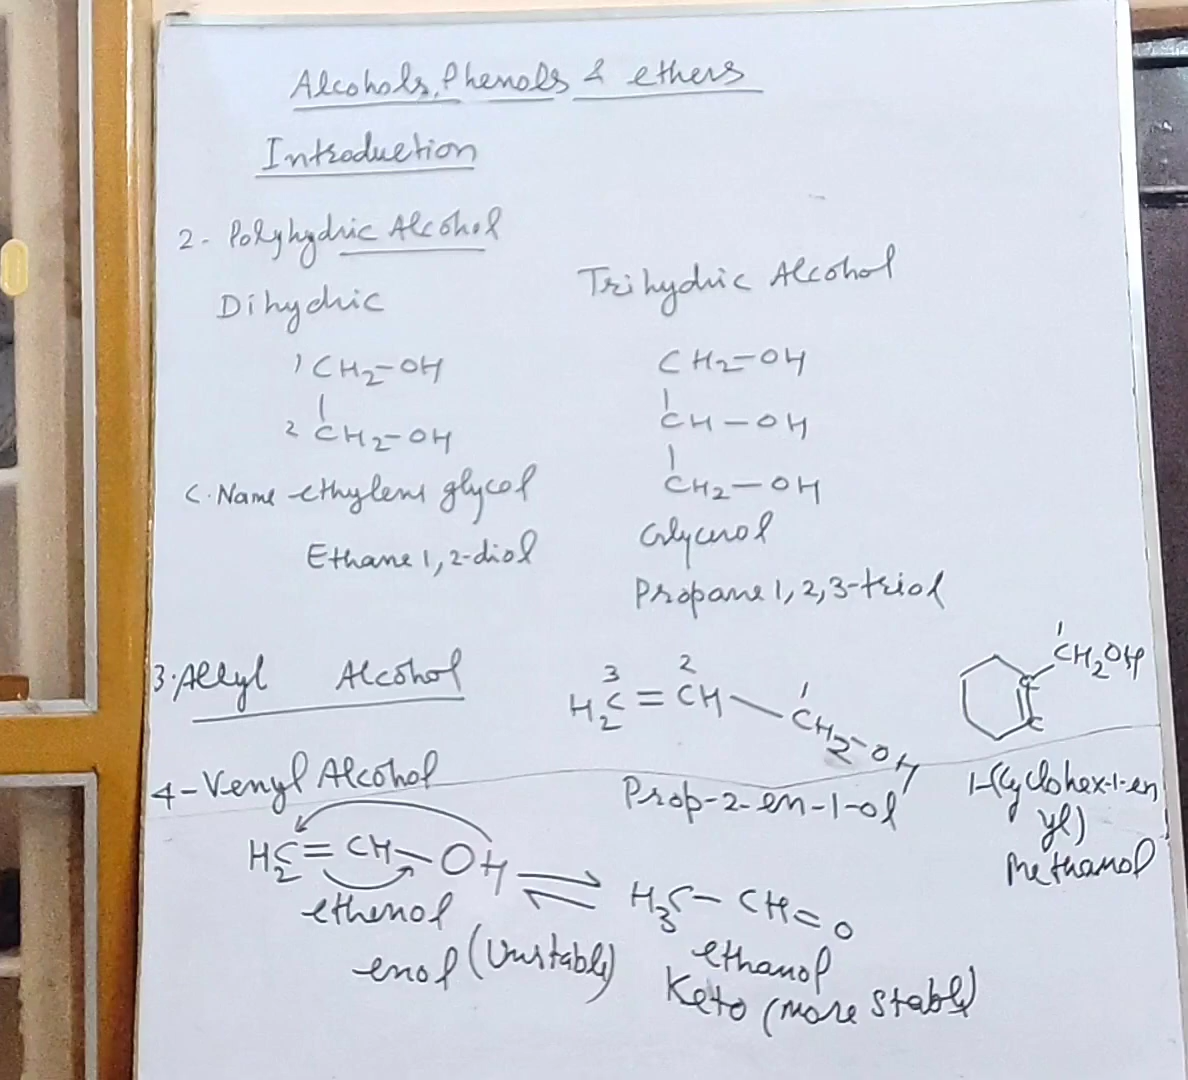 Alcohols, Phenols & ethers
Introduction
2- Polyhydric Alcohol
Dihydric
1 CH2-OH
|
2 CH2-OH
C. Name ethylene glycol
Ethane 1,2-diol
Trihydric Alcohol
CH2-OH
|
CH-OH
|
CH2-OH
Glycerol
Propane 1,2,3-triol
3. Allyl Alcohol
3 2 1
H2C=CH-CH2-OH
Prop-2-en-1-ol
1
CH2OH
C
C
1-(Cyclohex-1-en
yl)
Methanol
4- Venyl Alcohol
H2C=CH-OH ⇌ H3C-CH=O
ethenol
enol (Unstable)
ethanol
Keto (more stable)